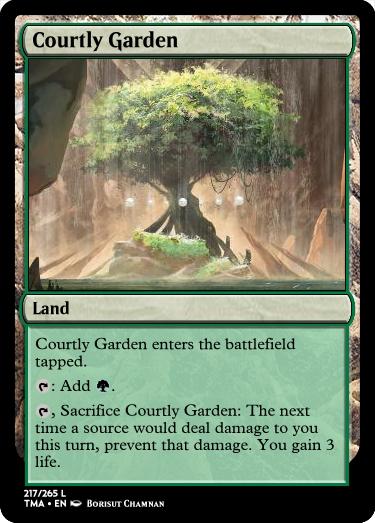 Courtly Garden
Land
Courtly Garden enters the battlefield
tapped.
: Add .
, Sacrifice Courtly Garden: The next
time a source would deal damage to you
this turn, prevent that damage. You gain 3
life.
217/265 L
TMA • EN Borisut Chamnan